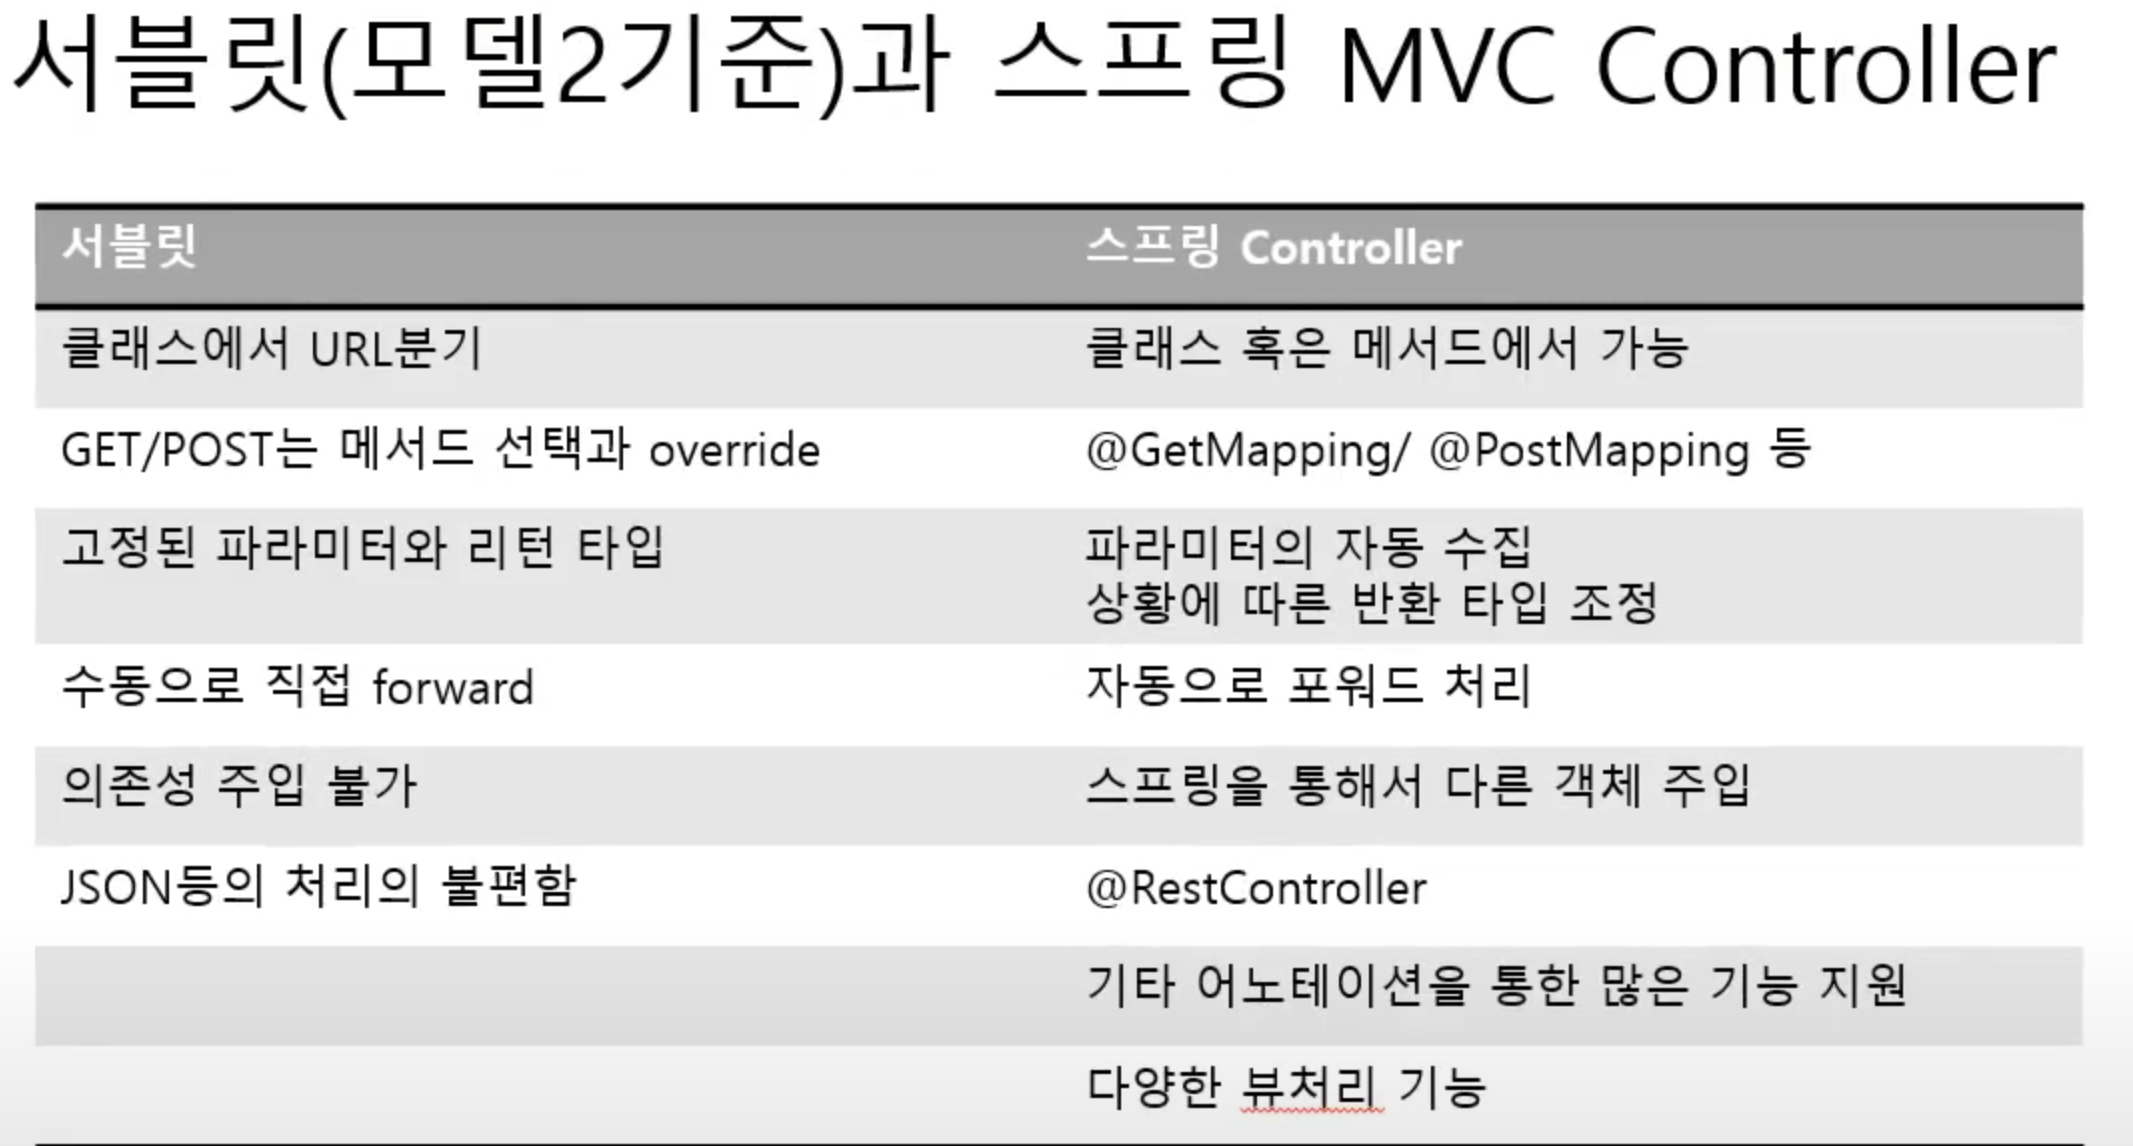 서블릿(모델2기준)과 스프링 MVC Controller
서블릿 스프링 Controller
클래스에서 URL분기 클래스 혹은 메서드에서 가능
GET/POST는 메서드 선택과 override @GetMapping/ @PostMapping 등
고정된 파라미터와 리턴 타입 파라미터의 자동 수집
상황에 따른 반환 타입 조정
수동으로 직접 forward 자동으로 포워드 처리
의존성 주입 불가 스프링을 통해서 다른 객체 주입
JSON등의 처리의 불편함 @RestController
기타 어노테이션을 통한 많은 기능 지원
다양한 뷰처리 기능